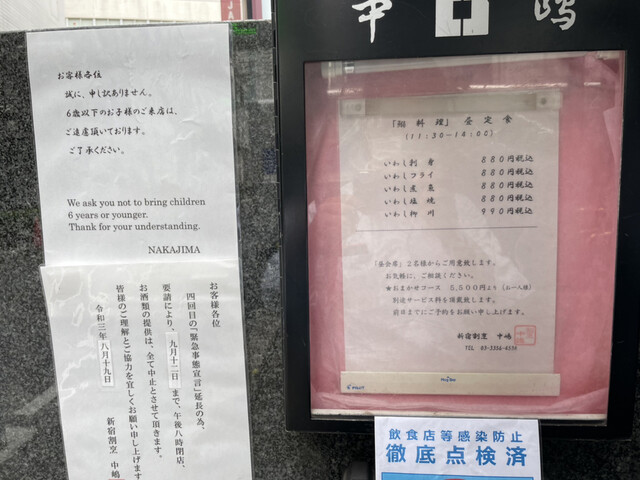 お客様各位
誠に、申し訳ありません。
6歳以下のお子様のご来店は、
ご遠慮頂いております。
ご了承ください。
We ask you not to bring children
6 years or younger.
Thank for your understanding.
NAKAJIMA
お客様各位
四回目の「緊急事態宣言」延長の為、
要請により、九月十二日まで、午後八時閉店、
お酒類の提供は、全て中止とさせて頂きます。
皆様のご理解とご協力を宜しくお願い申し上げます
令和三年八月十九日
新宿割烹 中嶋
中嶋
「鰯料理」昼定食
(11:30-14:00)
いわし刺身 880円税込
いわしフライ 880円税込
いわし煮魚 880円税込
いわし塩焼 880円税込
いわし柳川 990円税込
「昼会席」2名様からご用意致します。
お気軽に、ご相談ください。
★おまかせコース 5,500円より(お一人様)
別途サービス料を頂戴致します。
前日までにご予約をお願い申し上げます。
新宿割烹 中嶋
飲食店等感染防止
徹底点検済